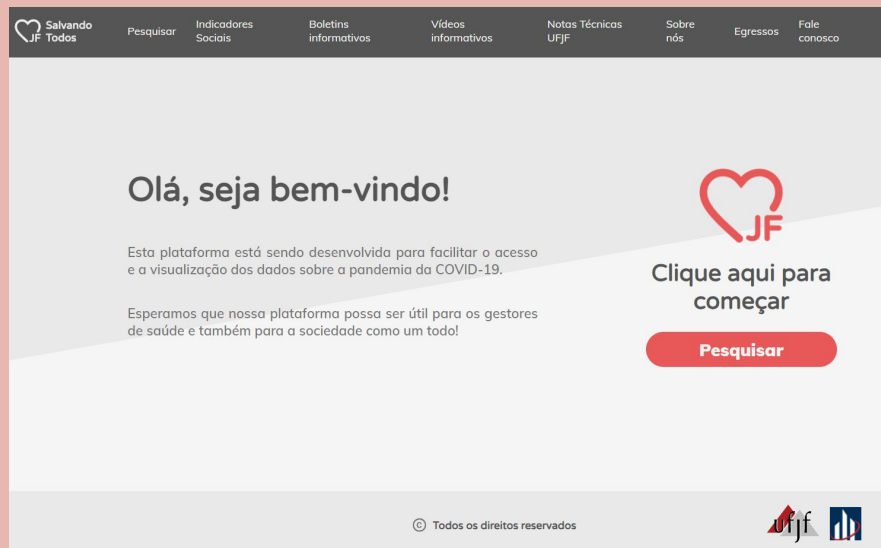 Salvando
JF Todos
Pesquisar
Indicadores
Sociais
Boletins
informativos
Vídeos
informativos
Notas Técnicas
UFJF
Sobre
nós
Egressos
Fale
conosco
Olá, seja bem-vindo!
JF
Esta plataforma está sendo desenvolvida para facilitar o acesso
e a visualização dos dados sobre a pandemia da COVID-19.
Clique aqui para
começar
Esperamos que nossa plataforma possa ser útil para os gestores
de saúde e também para a sociedade como um todo!
Pesquisar
© Todos os direitos reservados
ufjf